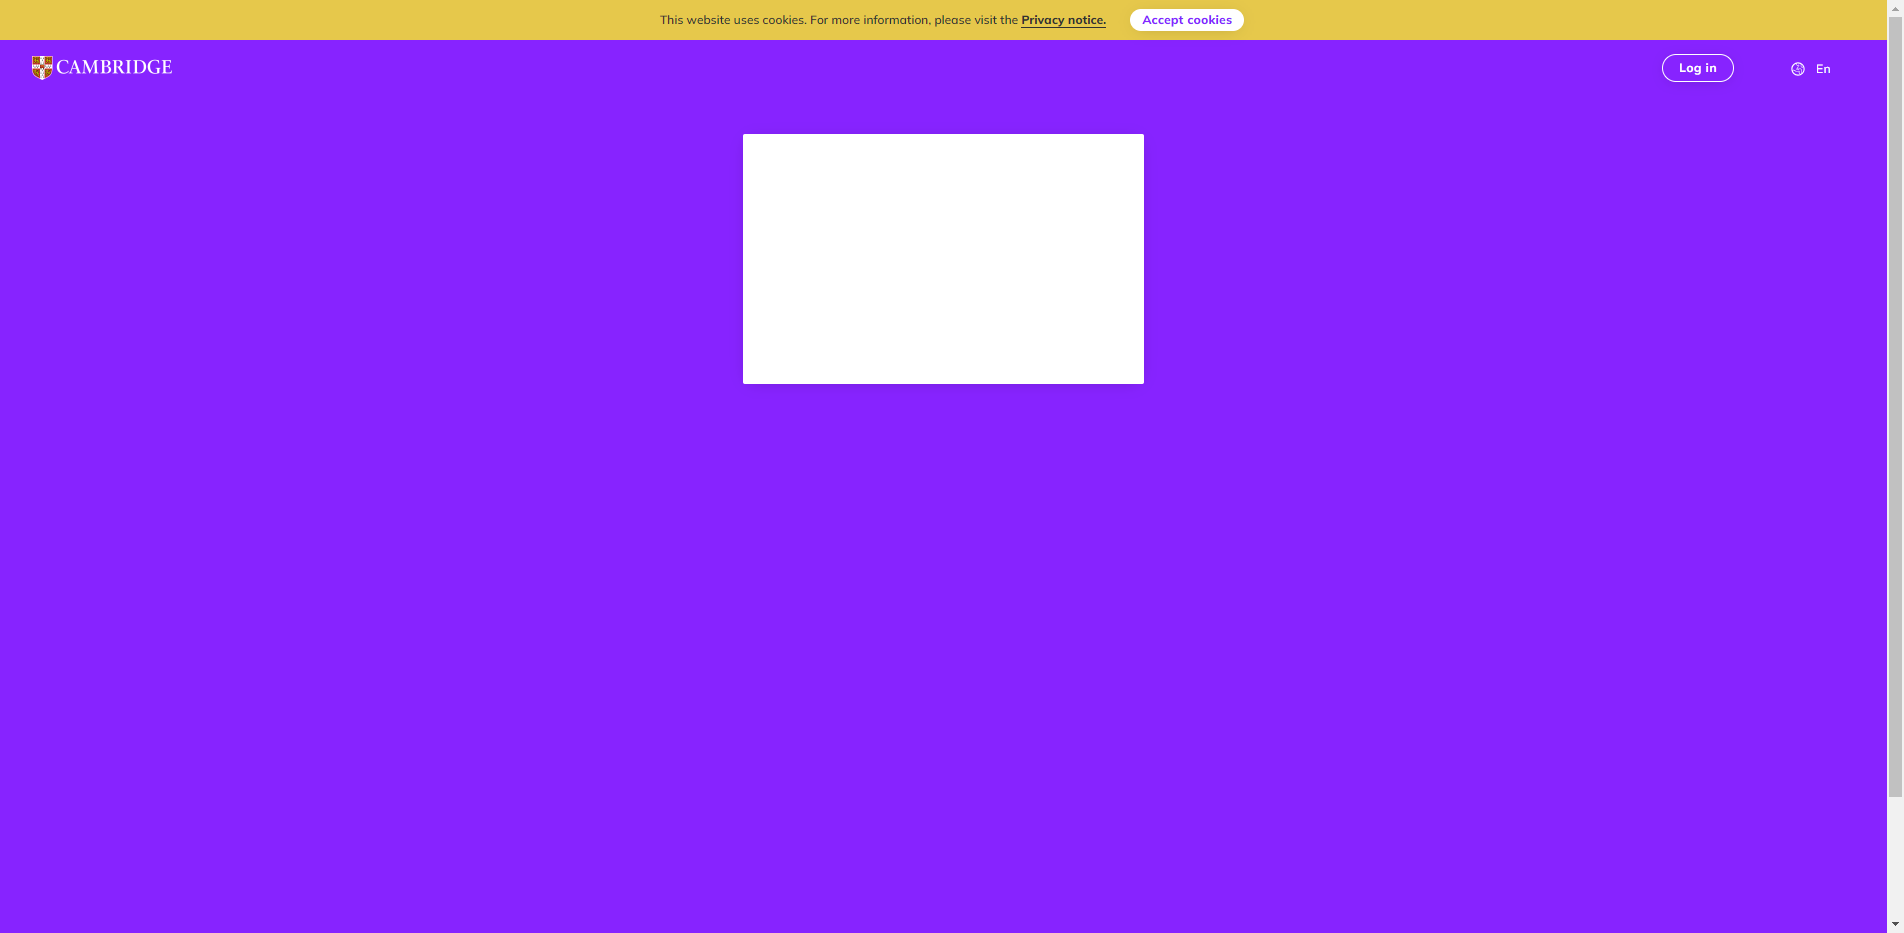 This website uses cookies. For more information, please visit the Privacy notice. Accept cookies
CAMBRIDGE
Log in
En